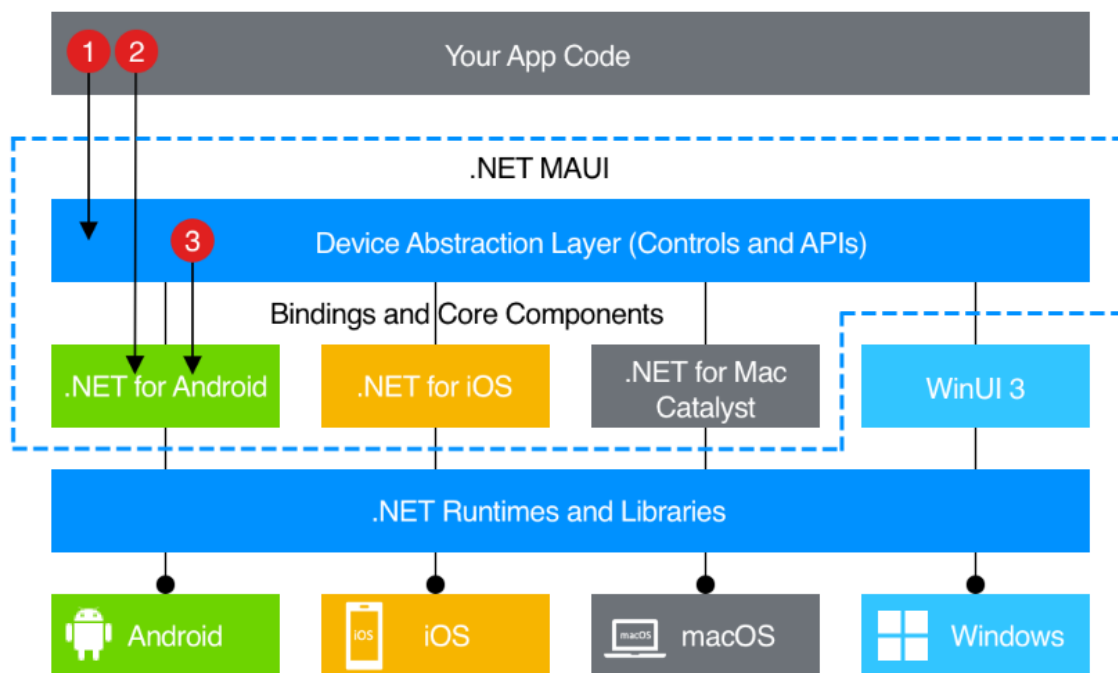 1 2
Your App Code
.NET MAUI
3
Device Abstraction Layer (Controls and APIs)
Bindings and Core Components
.NET for Android
.NET for iOS
.NET for Mac
Catalyst
WinUI 3
.NET Runtimes and Libraries
Android
iOS
iOS
macOS
macOS
Windows